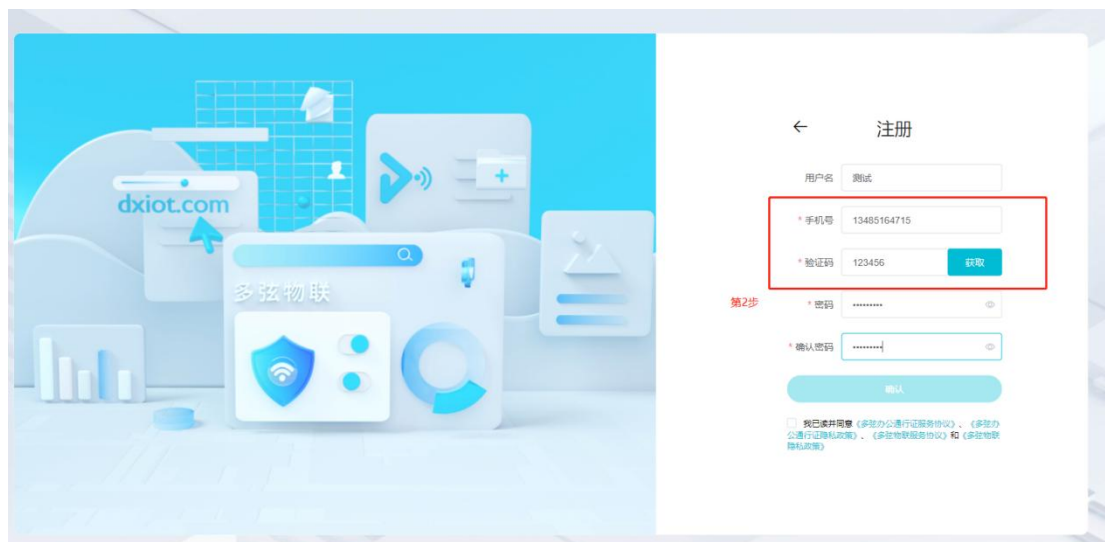 dxiot.com
多弦物联
注册
用户名 测试
* 手机号 13485164715
* 验证码 123456 获取
第2步
* 密码 ·········
* 确认密码 ·········
确认
我已读并同意《多弦办公通行证服务协议》、《多弦办
公通行证隐私政策》、《多弦物联服务协议》和《多弦物联
隐私政策》